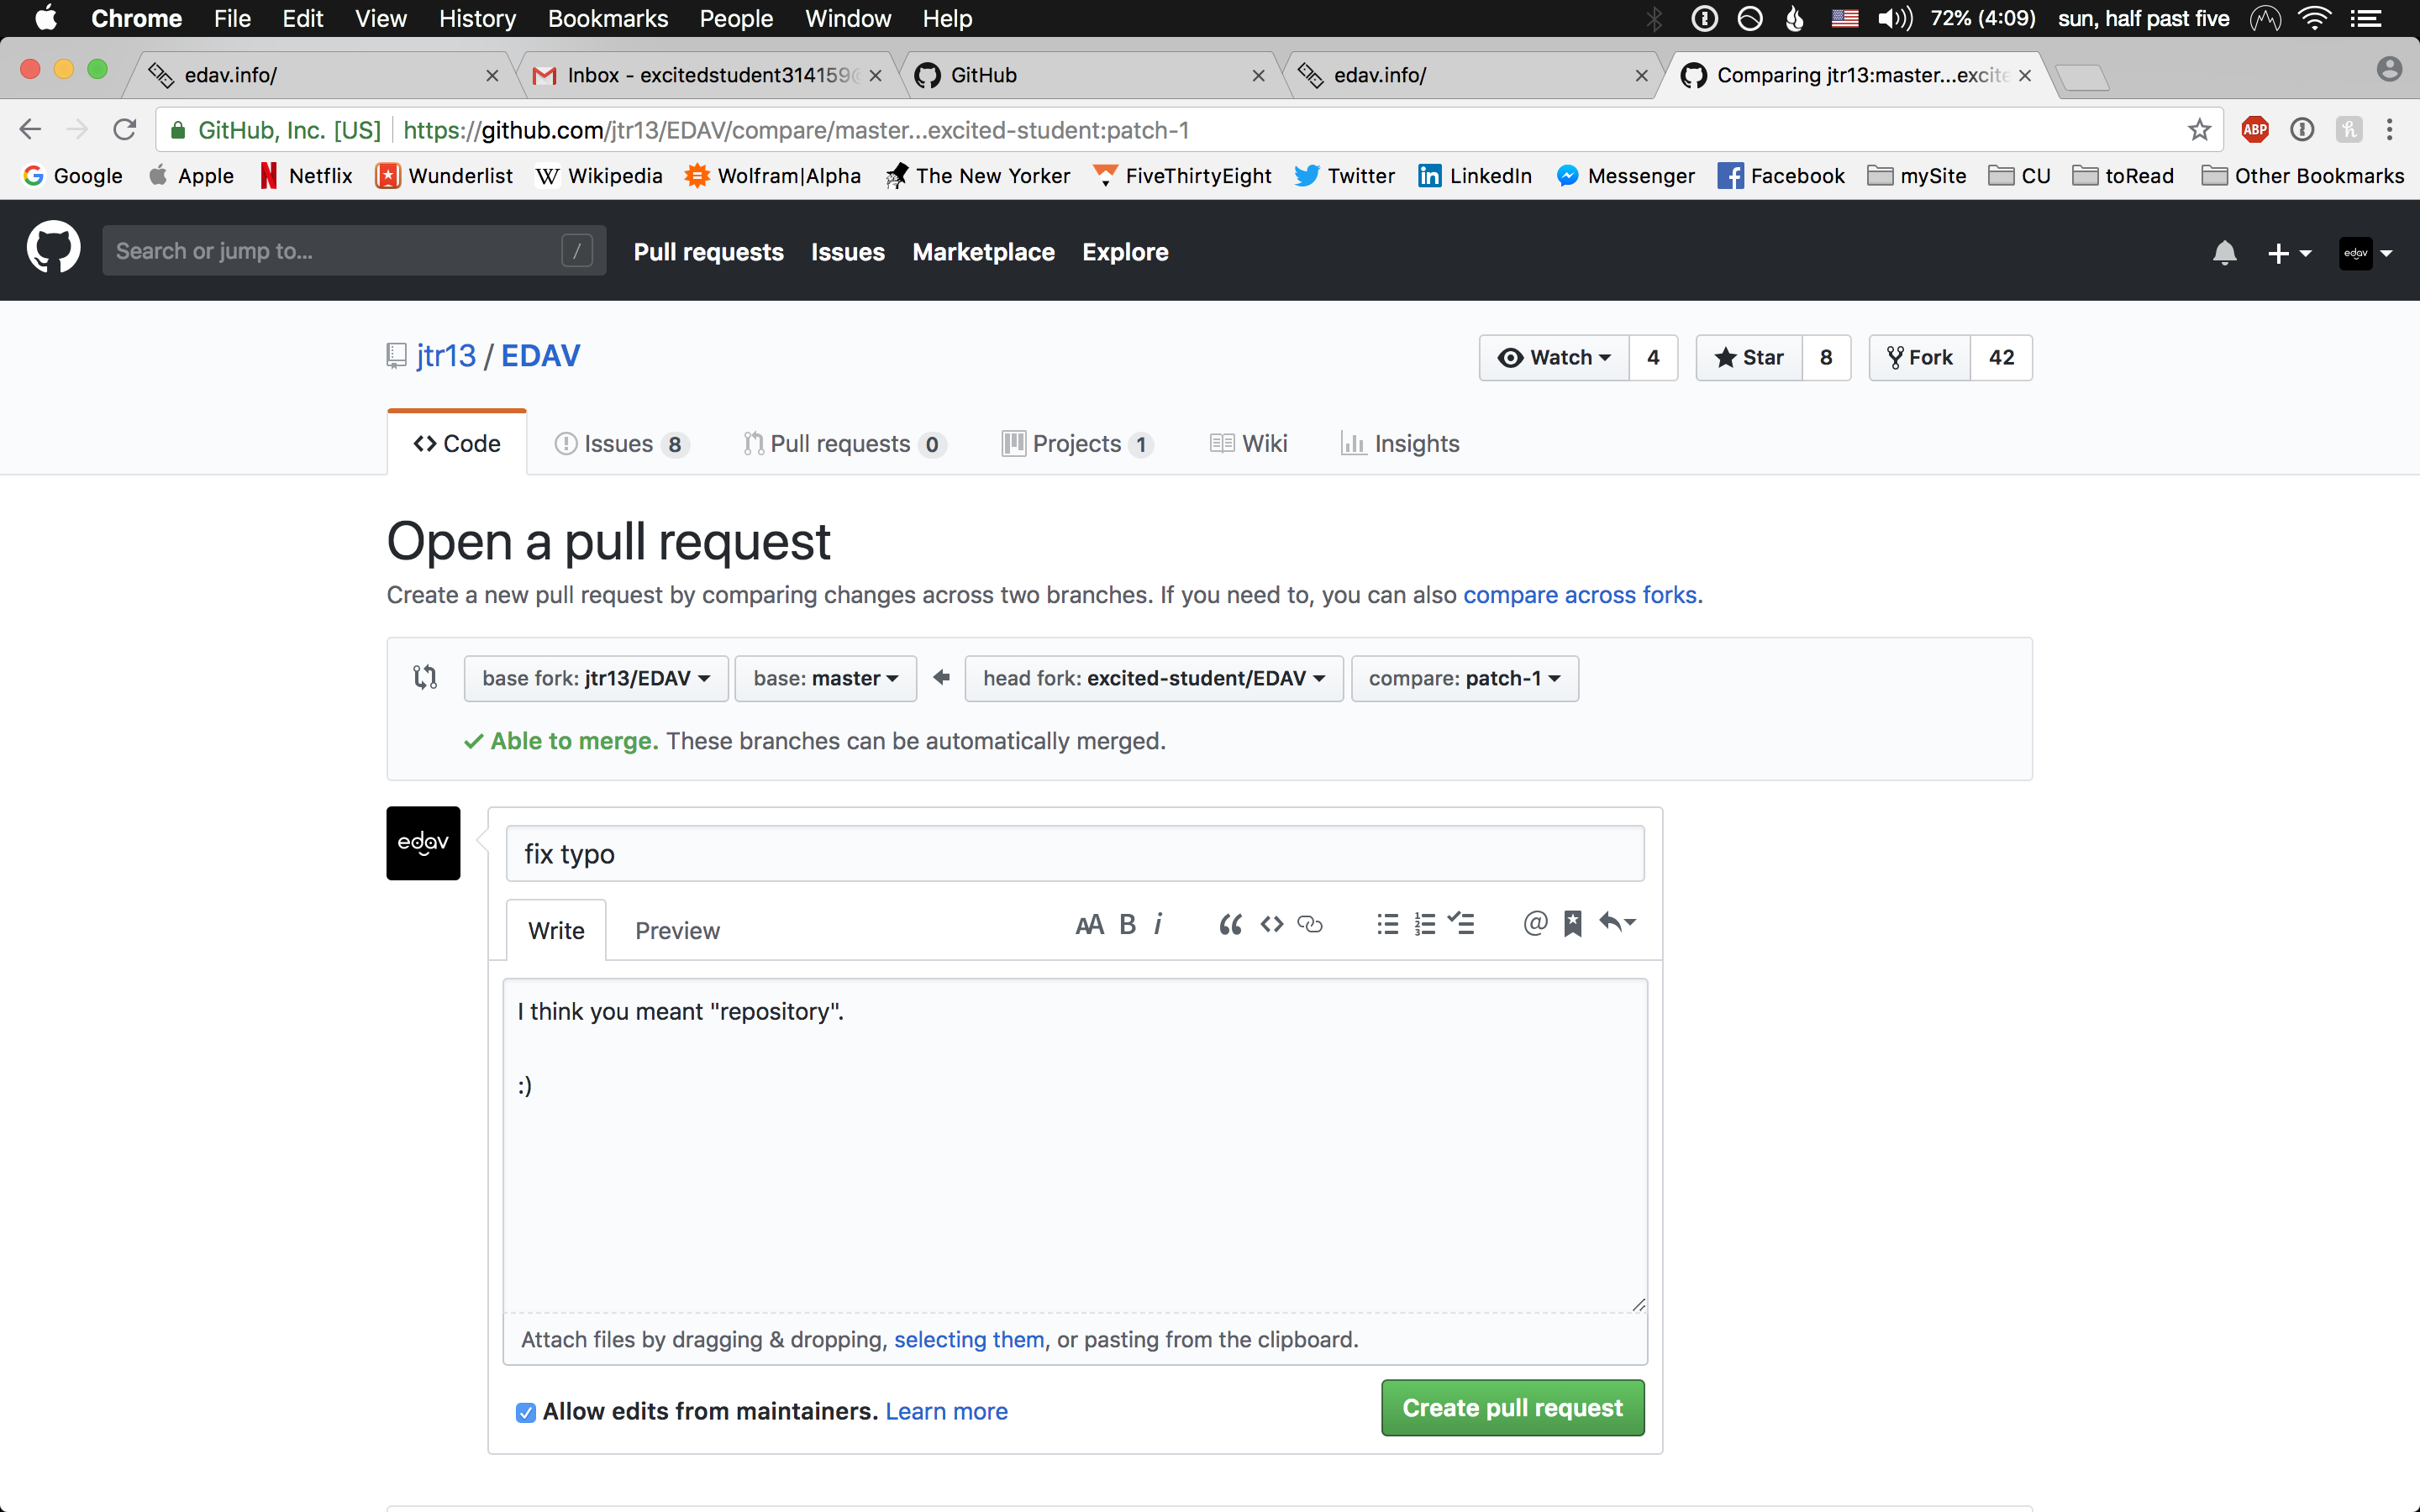 Chrome File Edit View History Bookmarks People Window Help 72% (4:09) sun, half past five
edav.info/ Inbox - excitedstudent314159@ GitHub edav.info/ Comparing jtr13:master...excite
GitHub, Inc. [US] https://github.com/jtr13/EDAV/compare/master...excited-student:patch-1 ABP
Google Apple Netflix Wunderlist Wikipedia Wolfram|Alpha The New Yorker FiveThirtyEight Twitter LinkedIn Messenger Facebook mySite CU toRead Other Bookmarks
Search or jump to... / Pull requests Issues Marketplace Explore edav
jtr13 / EDAV Watch 4 Star 8 Fork 42
Code Issues 8 Pull requests 0 Projects 1 Wiki Insights
Open a pull request
Create a new pull request by comparing changes across two branches. If you need to, you can also compare across forks.
base fork: jtr13/EDAV base: master head fork: excited-student/EDAV compare: patch-1
Able to merge. These branches can be automatically merged.
edav
fix typo
Write Preview AA B i @
I think you meant "repository".
:)
Attach files by dragging & dropping, selecting them, or pasting from the clipboard.
Allow edits from maintainers. Learn more Create pull request